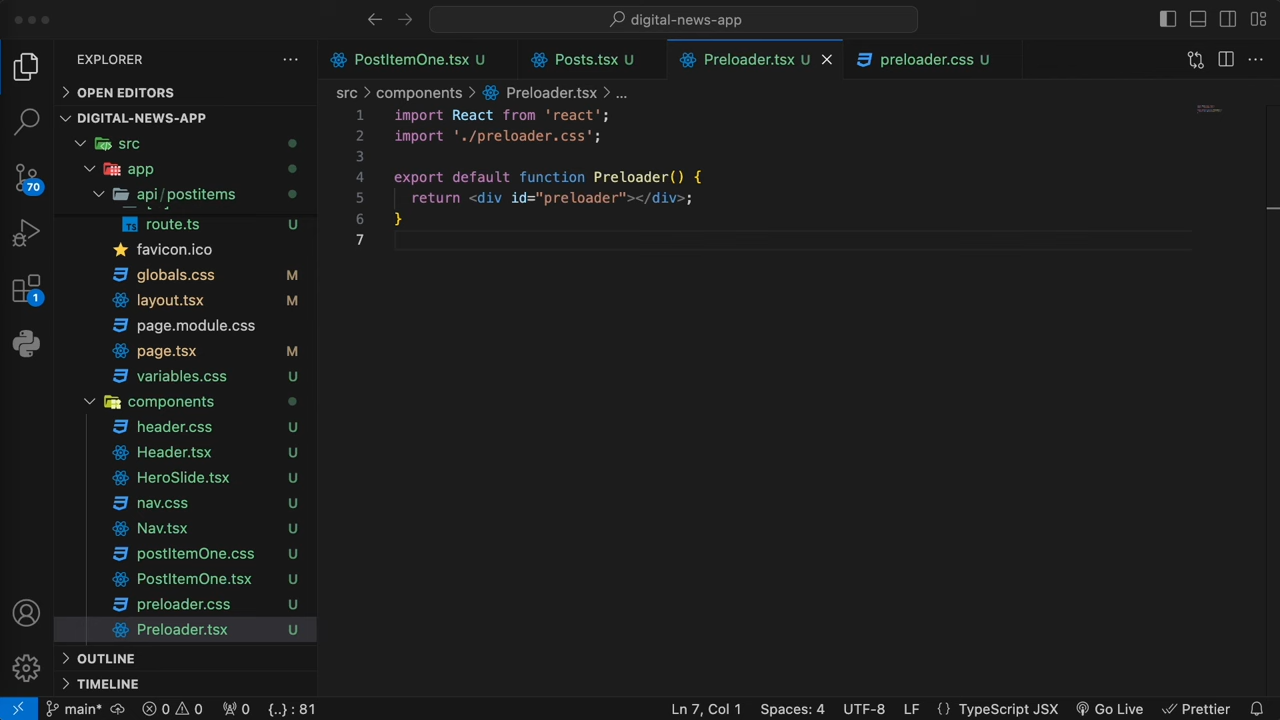 digital-news-app
EXPLORER
PostItemOne.tsx U
Posts.tsx U
Preloader.tsx U
preloader.css U
OPEN EDITORS
src > components > Preloader.tsx > ...
DIGITAL-NEWS-APP
src
app
api/postitems
route.ts U
favicon.ico
globals.css M
layout.tsx M
page.module.css
page.tsx M
variables.css U
components
header.css U
Header.tsx U
HeroSlide.tsx U
nav.css U
Nav.tsx U
postItemOne.css U
PostItemOne.tsx U
preloader.css U
Preloader.tsx U
OUTLINE
TIMELINE
70
1
1 import React from 'react';
2 import './preloader.css';
3
4 export default function Preloader() {
5 return <div id="preloader"></div>;
6 }
7
main* 0 0 0 {..} : 81 Ln 7, Col 1 Spaces: 4 UTF-8 LF {} TypeScript JSX Go Live Prettier